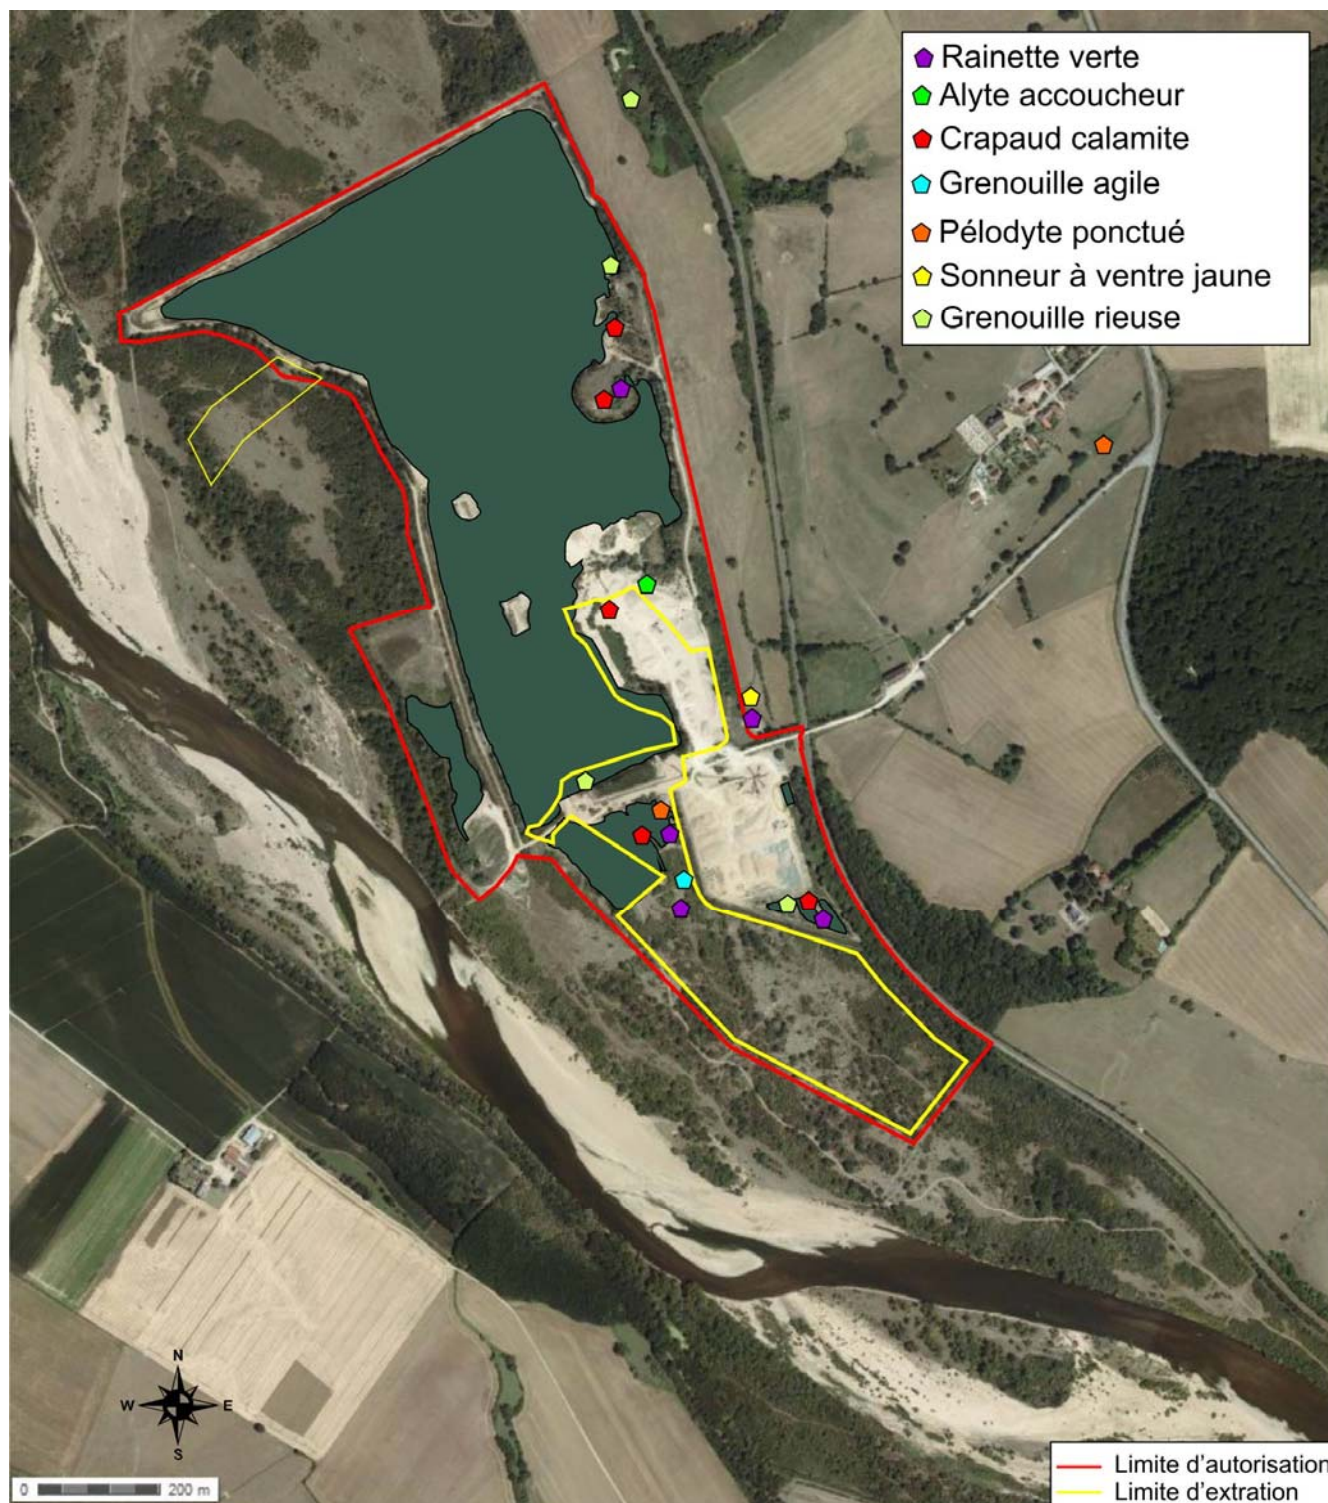 Rainette verte
Alyte accoucheur
Crapaud calamite
Grenouille agile
Pélodyte ponctué
Sonneur à ventre jaune
Grenouille rieuse
N
W E
S
0 200 m
Limite d'autorisation
Limite d'extration